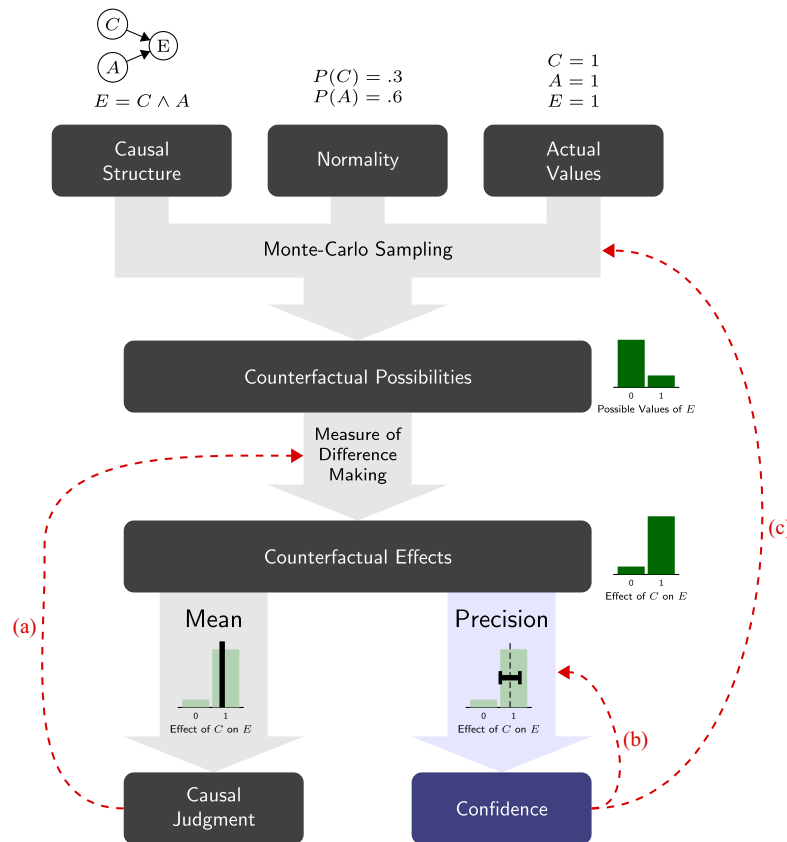 C
A
E
E = C ∧ A
P(C) = .3
P(A) = .6
C = 1
A = 1
E = 1
Causal
Structure
Normality
Actual
Values
Monte-Carlo Sampling
Counterfactual Possibilities
0 1
Possible Values of E
Measure of
Difference
Making
Counterfactual Effects
0 1
Effect of C on E
(c)
(a)
Mean
0 1
Effect of C on E
Precision
0 1
Effect of C on E
(b)
Causal
Judgment
Confidence